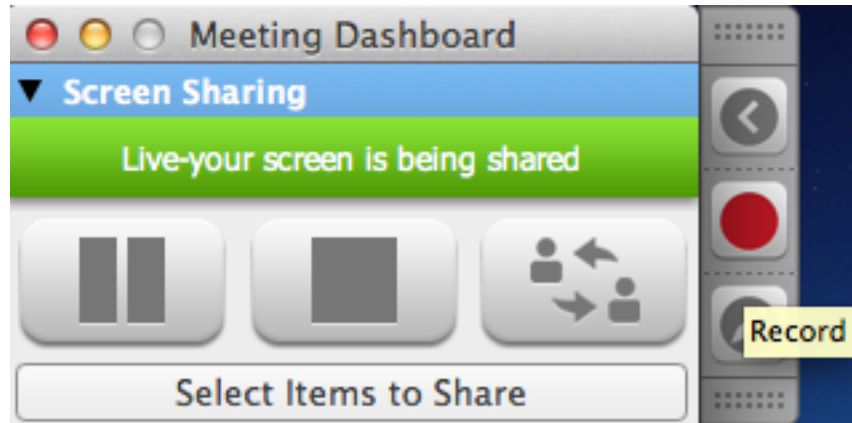 Meeting Dashboard
Screen Sharing
Live-your screen is being shared
Record
Select Items to Share